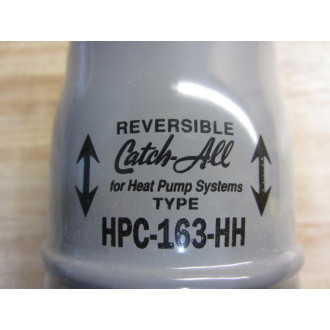 REVERSIBLE
Catch-All
for Heat Pump Systems
TYPE
HPC-163-HH